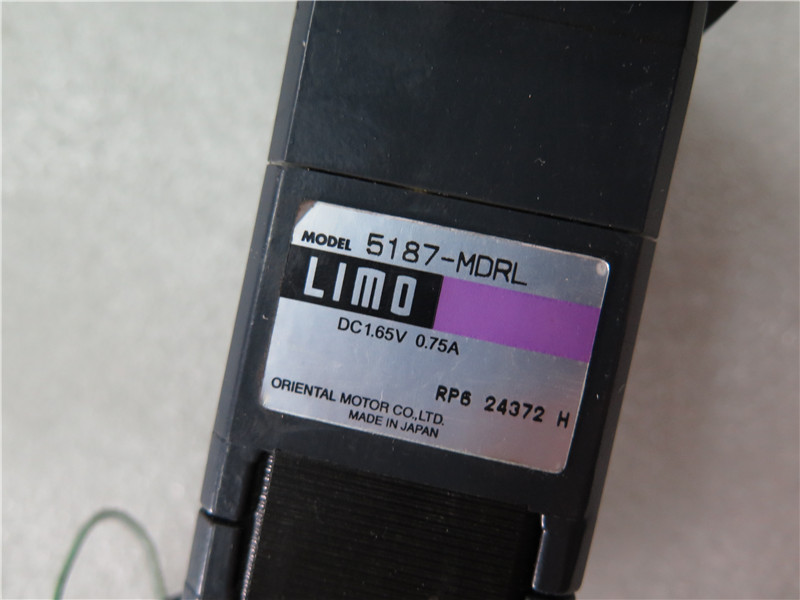 MODEL 5187-MDRL
LIMO
DC1.65V 0.75A
RP6 24372 H
ORIENTAL MOTOR CO.,LTD.
MADE IN JAPAN